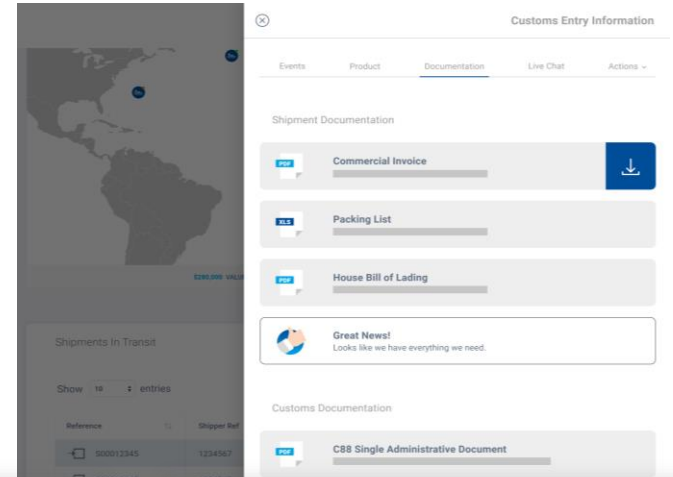 Customs Entry Information
Events Product Documentation Live Chat Actions
Shipment Documentation
PDF Commercial Invoice
XLS Packing List
PDF House Bill of Lading
Great News!
Looks like we have everything we need.
Customs Documentation
PDF C88 Single Administrative Document
$280,000
Shipments In Transit
Show 10 entries
Reference Shipper Ref
S00012345 1234567